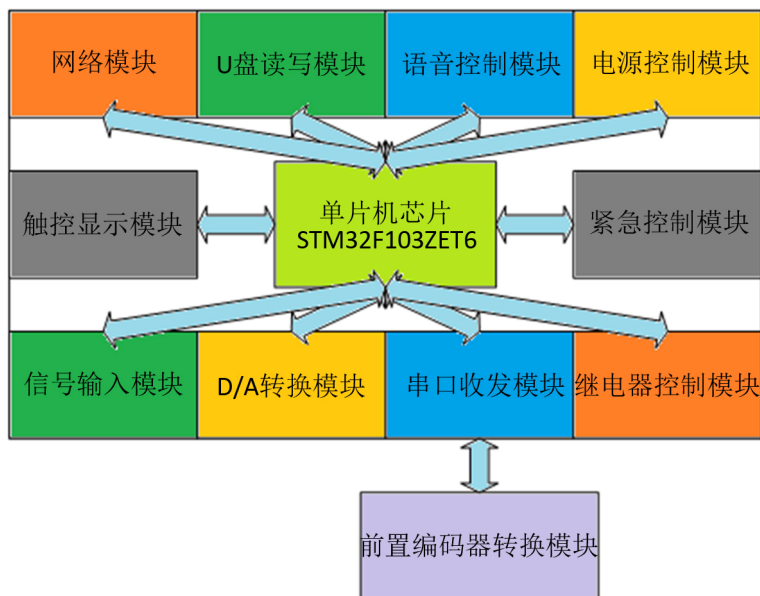 网络模块
U盘读写模块
语音控制模块
电源控制模块
触控显示模块
单片机芯片
STM32F103ZET6
紧急控制模块
信号输入模块
D/A转换模块
串口收发模块
继电器控制模块
前置编码器转换模块